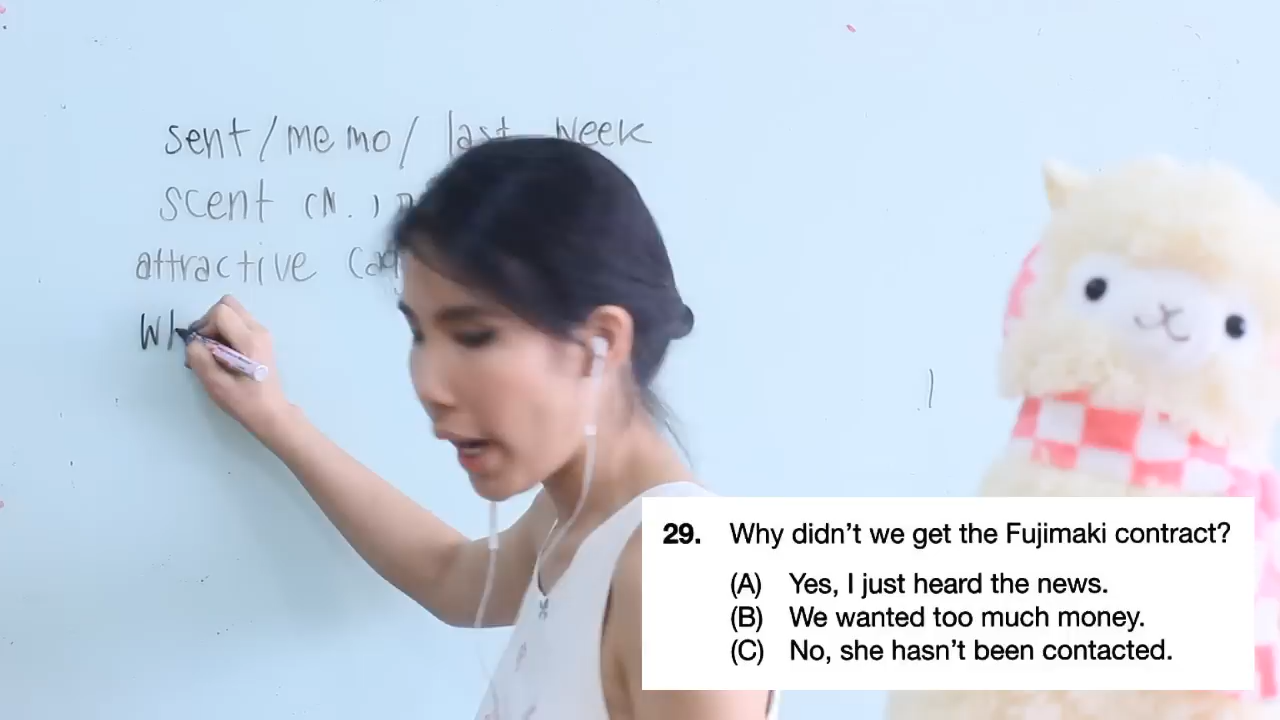 sent/memo/ last week
scent (N.)
attractive
Wh
29. Why didn't we get the Fujimaki contract?
(A) Yes, I just heard the news.
(B) We wanted too much money.
(C) No, she hasn't been contacted.